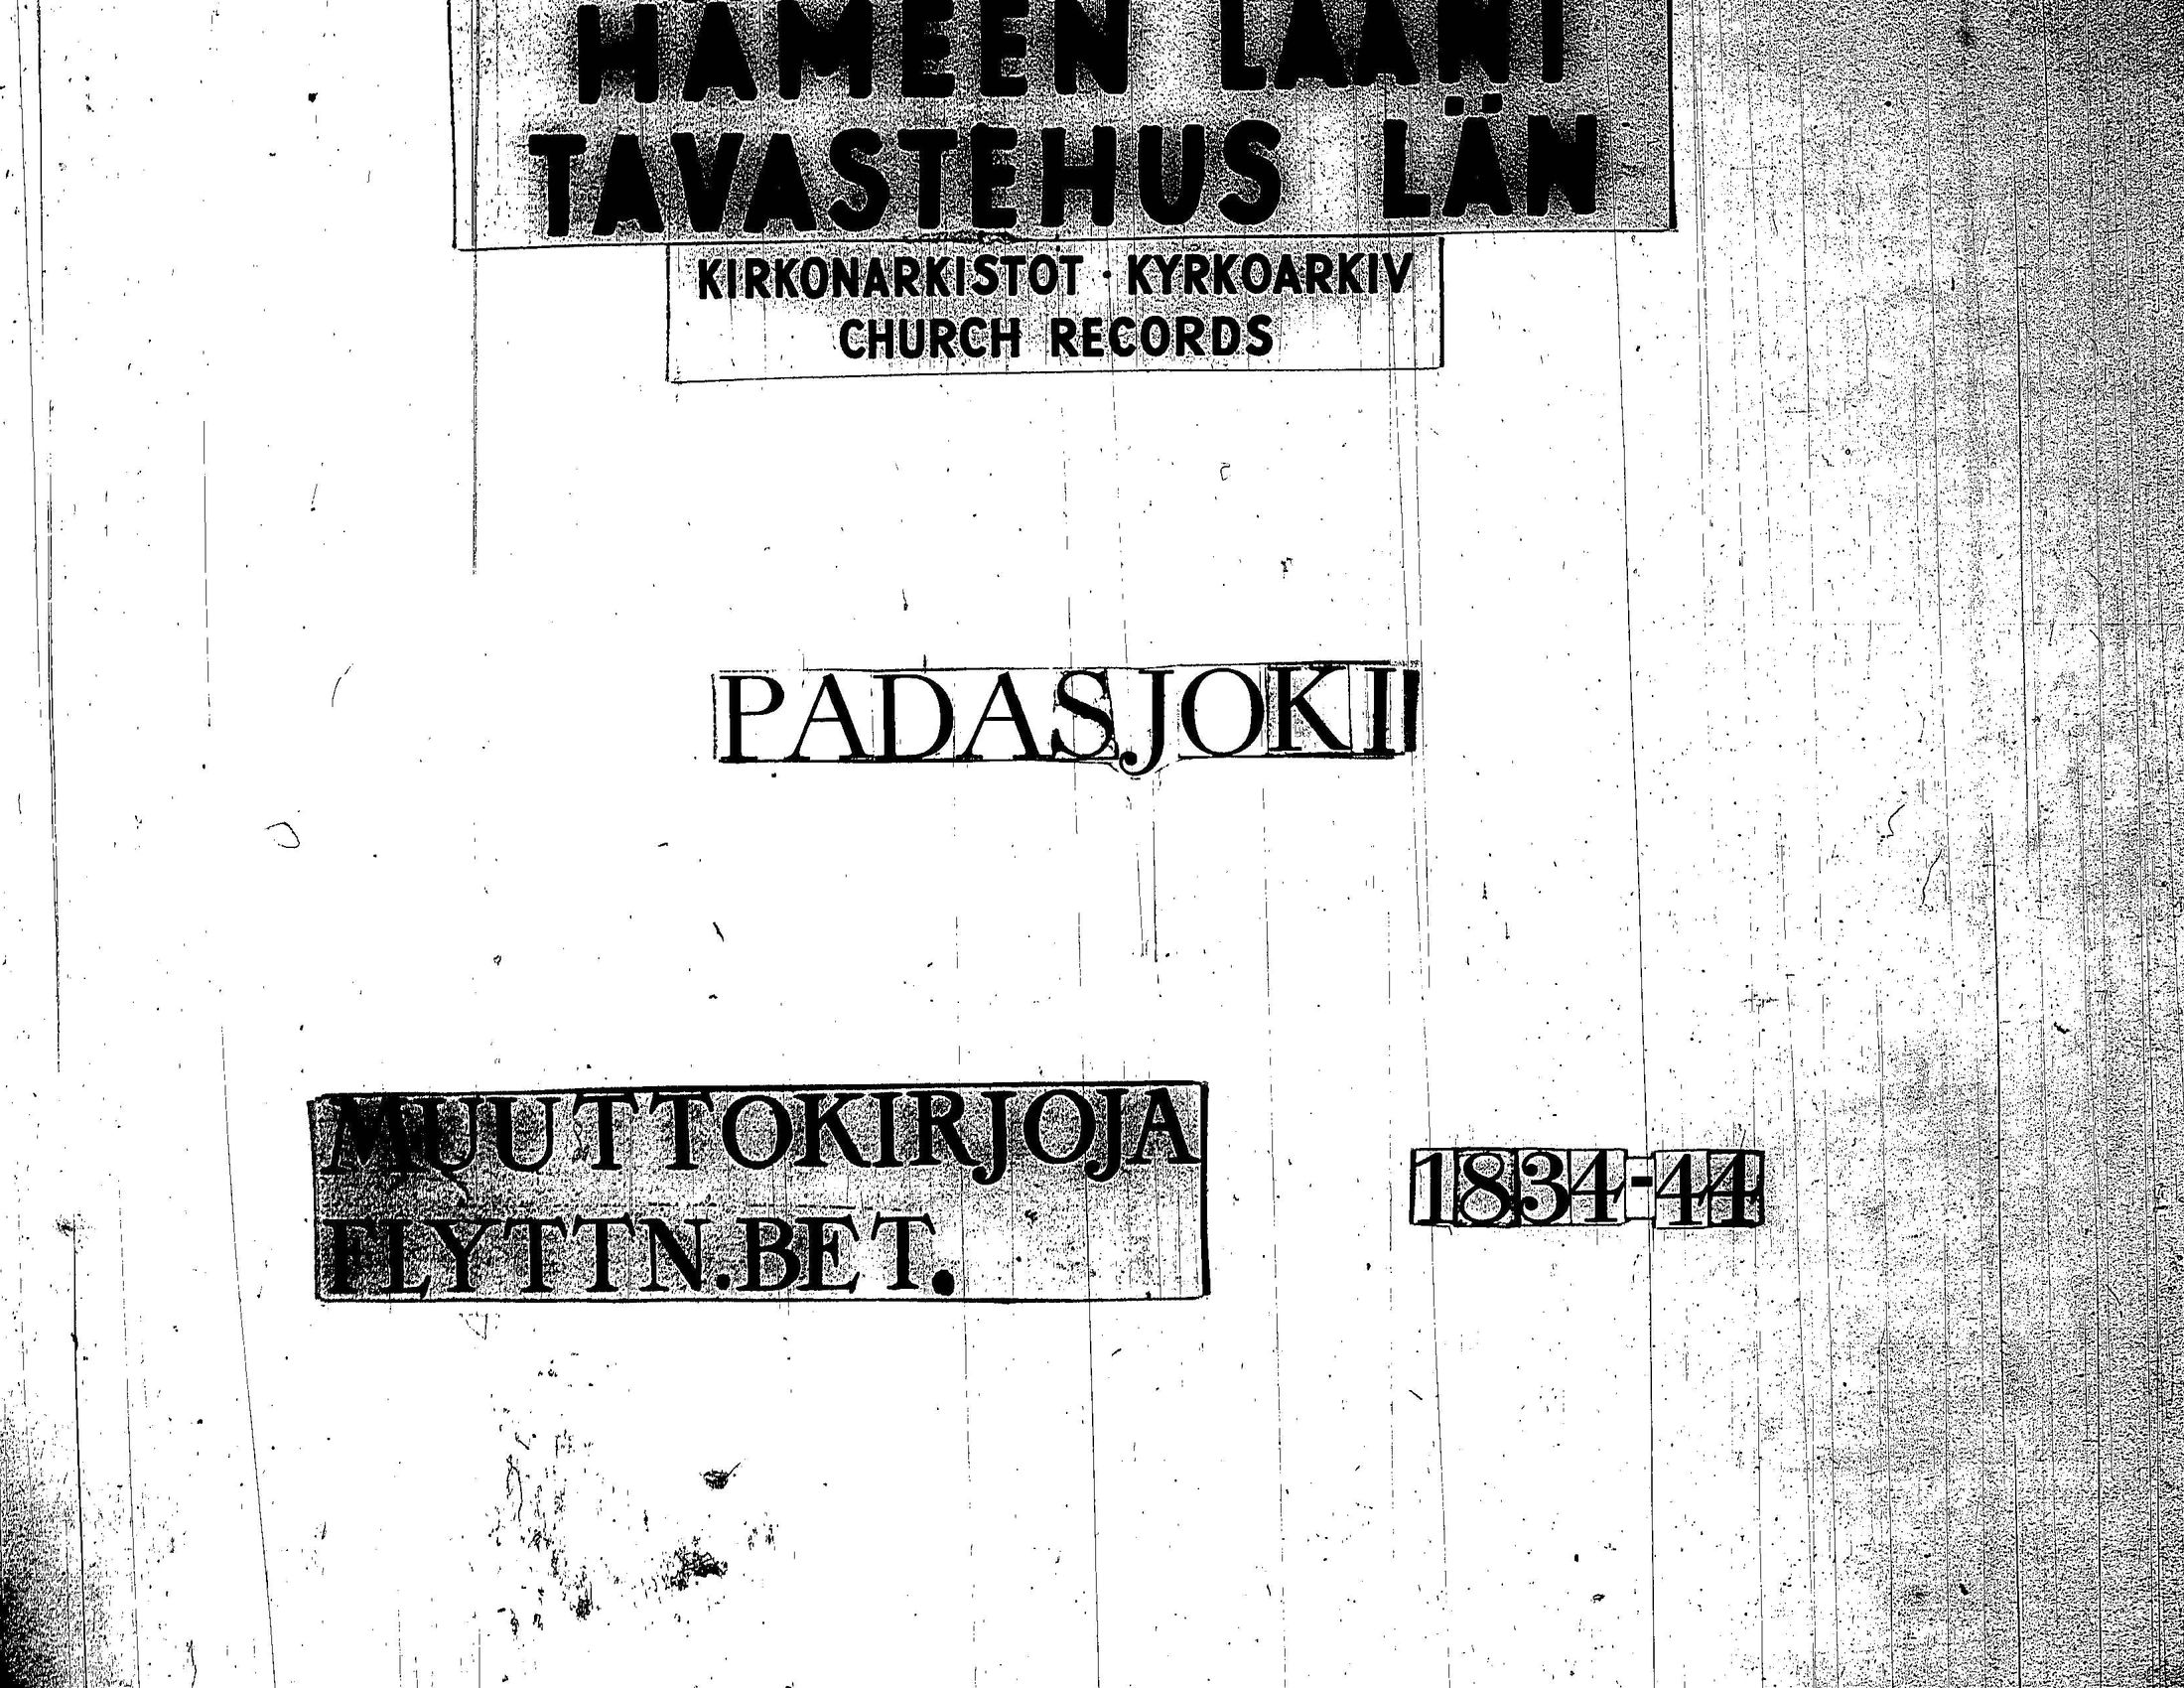 HÄMEEN LÄÄNI
TAVASTEHUS LÄN
KIRKONARKISTOT · KYRKOARKIV
CHURCH RECORDS
PADASJOKI
MUUTTOKIRJOJA
FLYTTN.BET.
1834-44